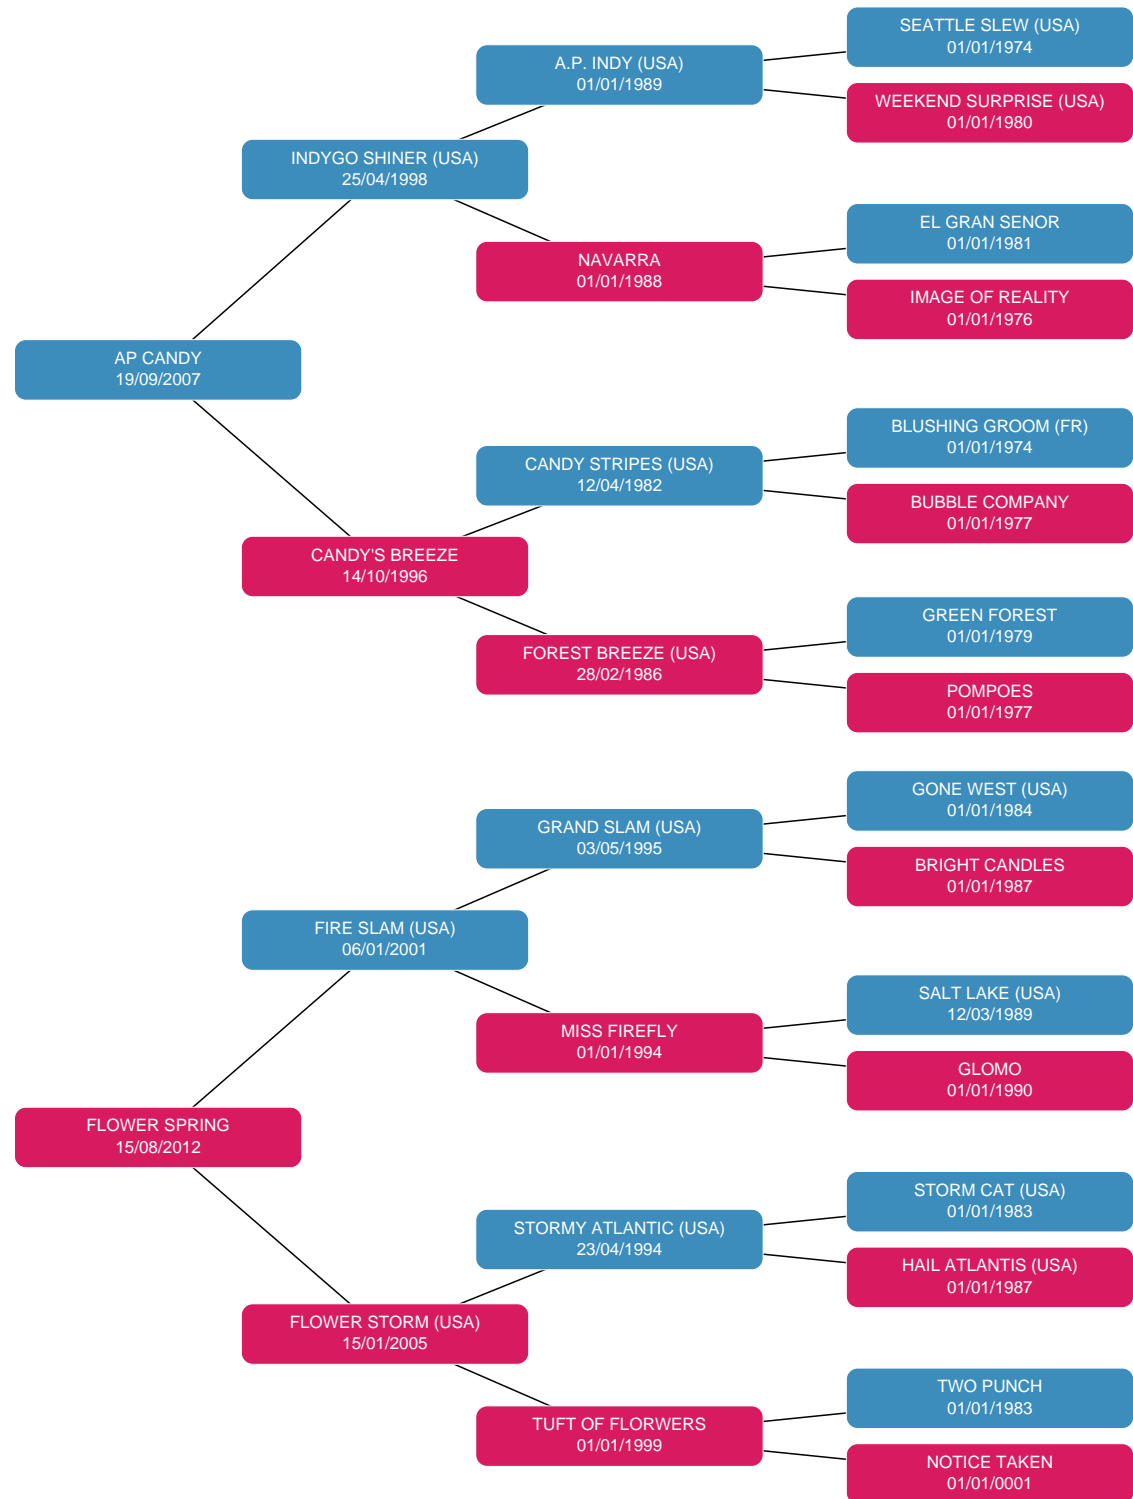 SEATTLE SLEW (USA)
01/01/1974
A.P. INDY (USA)
01/01/1989
WEEKEND SURPRISE (USA)
01/01/1980
INDYGO SHINER (USA)
25/04/1998
EL GRAN SENOR
01/01/1981
NAVARRA
01/01/1988
IMAGE OF REALITY
01/01/1976
AP CANDY
19/09/2007
BLUSHING GROOM (FR)
01/01/1974
CANDY STRIPES (USA)
12/04/1982
BUBBLE COMPANY
01/01/1977
CANDY'S BREEZE
14/10/1996
GREEN FOREST
01/01/1979
FOREST BREEZE (USA)
28/02/1986
POMPOES
01/01/1977
GONE WEST (USA)
01/01/1984
GRAND SLAM (USA)
03/05/1995
BRIGHT CANDLES
01/01/1987
FIRE SLAM (USA)
06/01/2001
SALT LAKE (USA)
12/03/1989
MISS FIREFLY
01/01/1994
GLOMO
01/01/1990
FLOWER SPRING
15/08/2012
STORM CAT (USA)
01/01/1983
STORMY ATLANTIC (USA)
23/04/1994
HAIL ATLANTIS (USA)
01/01/1987
FLOWER STORM (USA)
15/01/2005
TWO PUNCH
01/01/1983
TUFT OF FLORWERS
01/01/1999
NOTICE TAKEN
01/01/0001